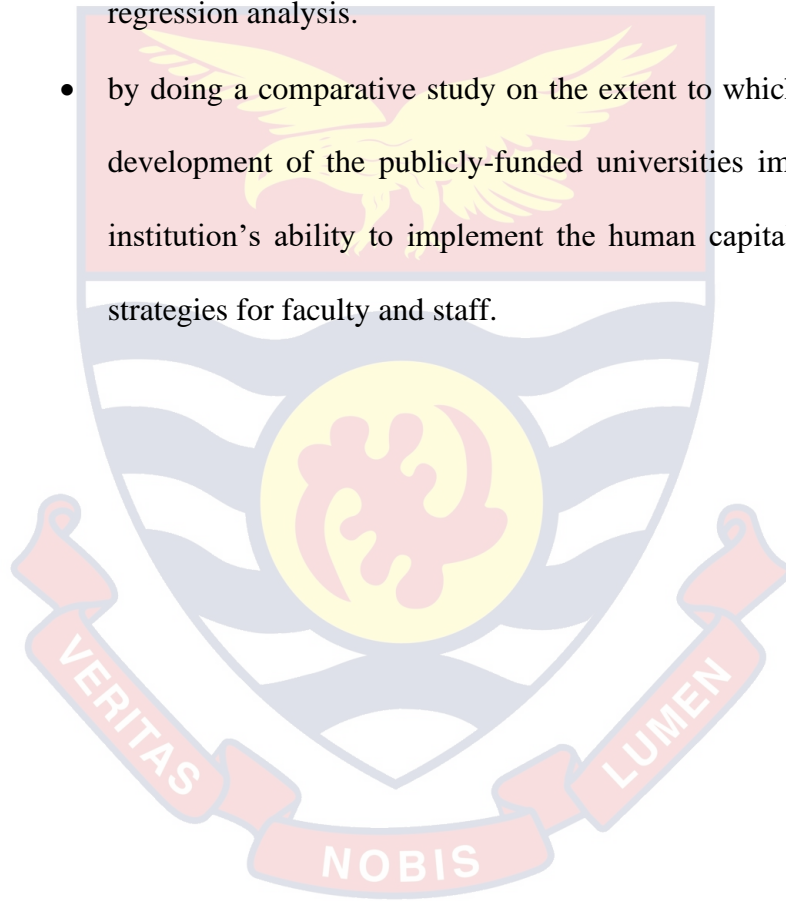 regression analysis.
• by doing a comparative study on the extent to which
development of the publicly-funded universities im
institution’s ability to implement the human capita
strategies for faculty and staff.
VERITAS
NOBIS
LUMEN